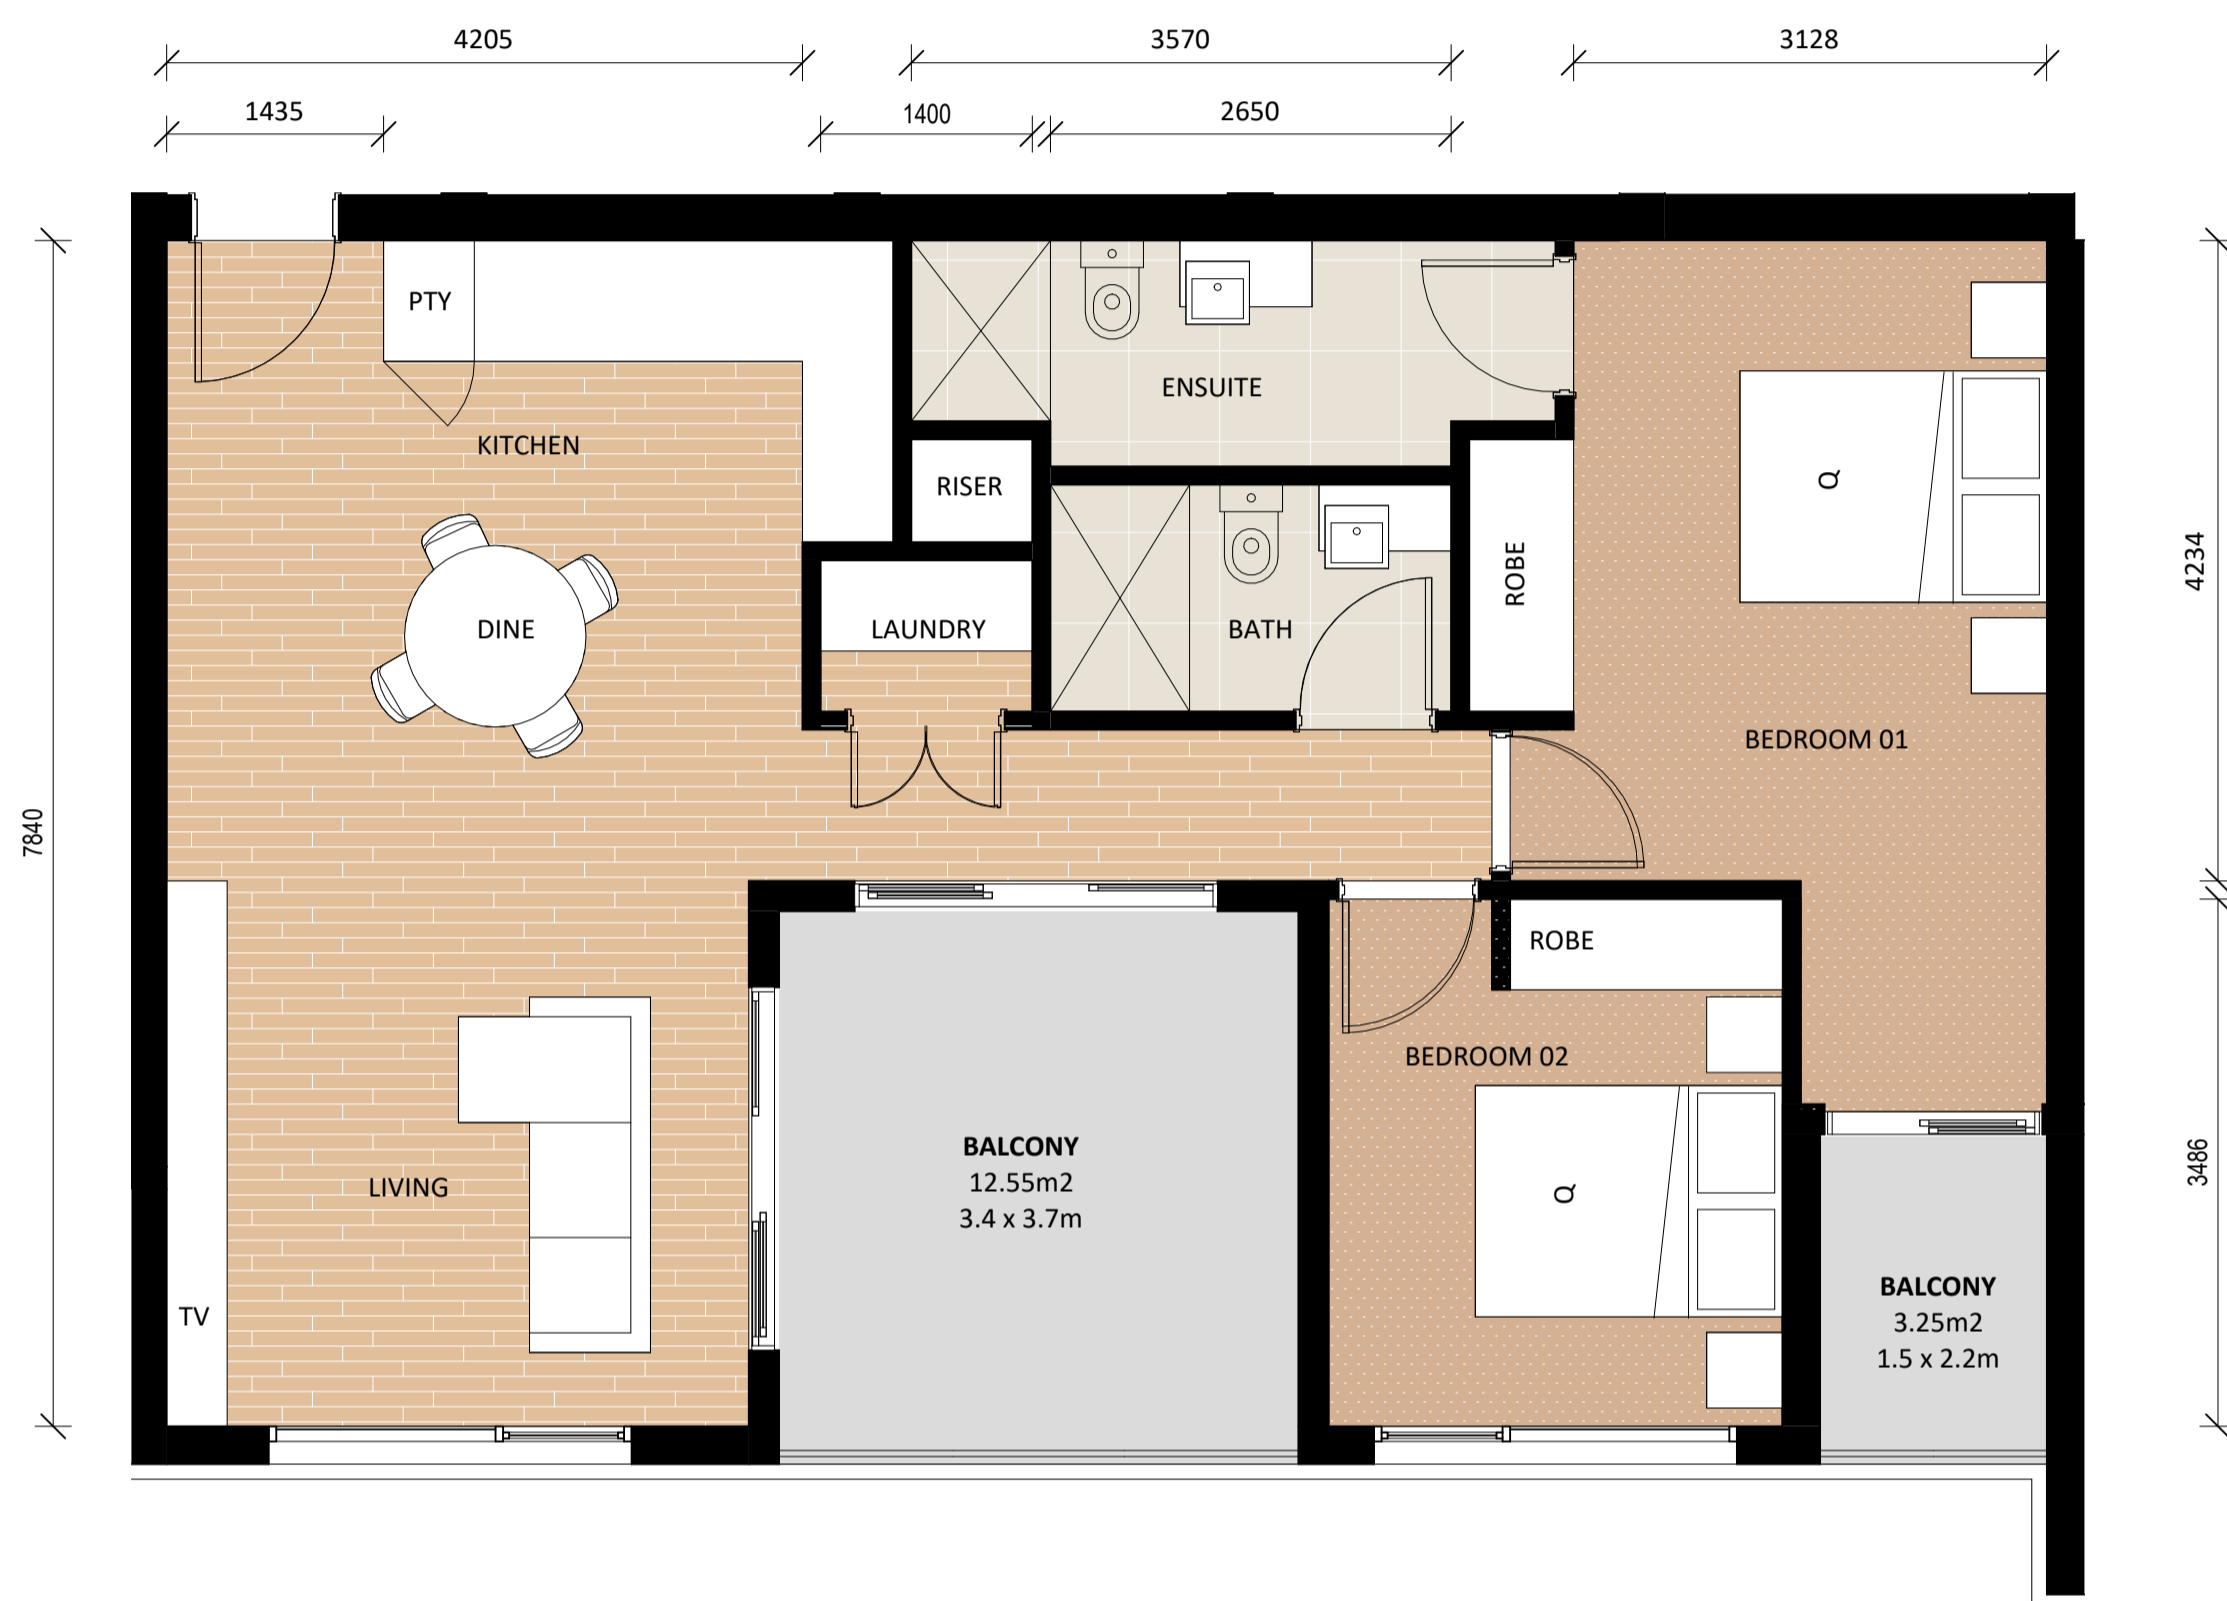 4205
3570
3128
1435
1400
2650
PTY
ENSUITE
KITCHEN
RISER
Q
ROBE
4234
DINE
LAUNDRY
BATH
BEDROOM 01
7840
ROBE
BEDROOM 02
BALCONY
12.55m2
3.4 x 3.7m
3486
LIVING
Q
TV
BALCONY
3.25m2
1.5 x 2.2m